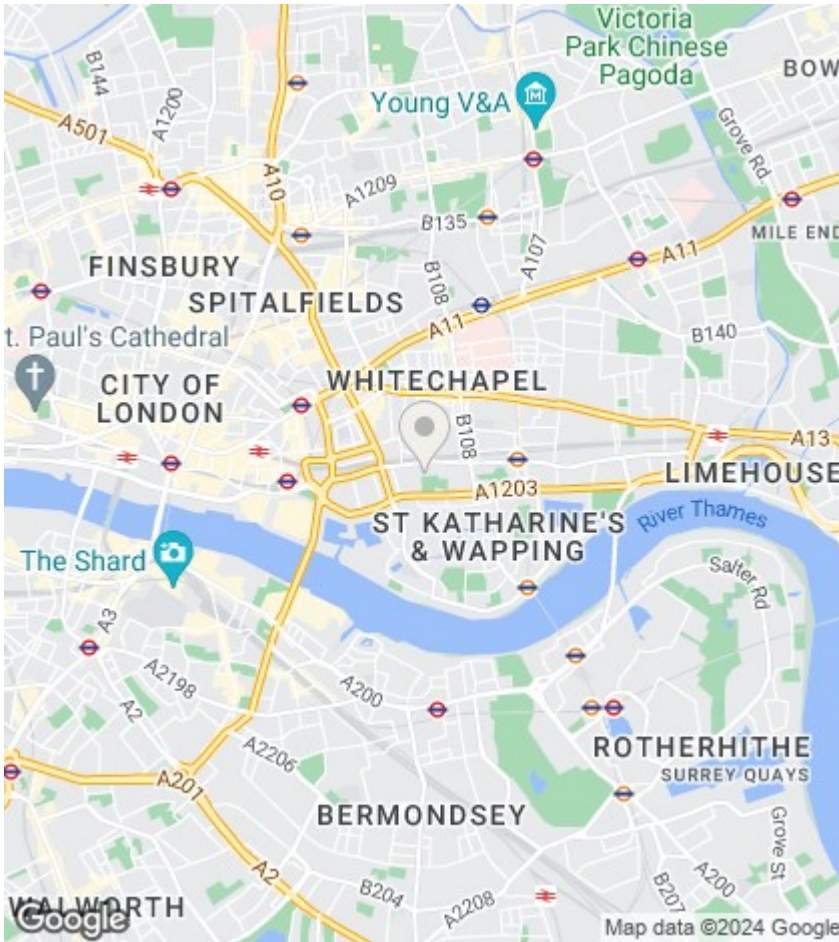 Victoria
Park Chinese
Pagoda
BOW
B144
A1200
Young V&A
A501
A10
Grove Rd
A1209
B135
A107
MILE END
A11
FINSBURY
B108
SPITALFIELDS
A11
B140
t. Paul's Cathedral
CITY OF
LONDON
WHITECHAPEL
B108
A13
LIMEHOUSE
A1203
ST KATHARINE'S
& WAPPING
River Thames
The Shard
Salter Rd
A3
A2198
A200
A2
A2206
ROTHERHITHE
SURREY QUAYS
A201
BERMONDSEY
Grove St
A2
A200
WALWORTH
B204
A2208
B207
Google
Map data ©2024 Google